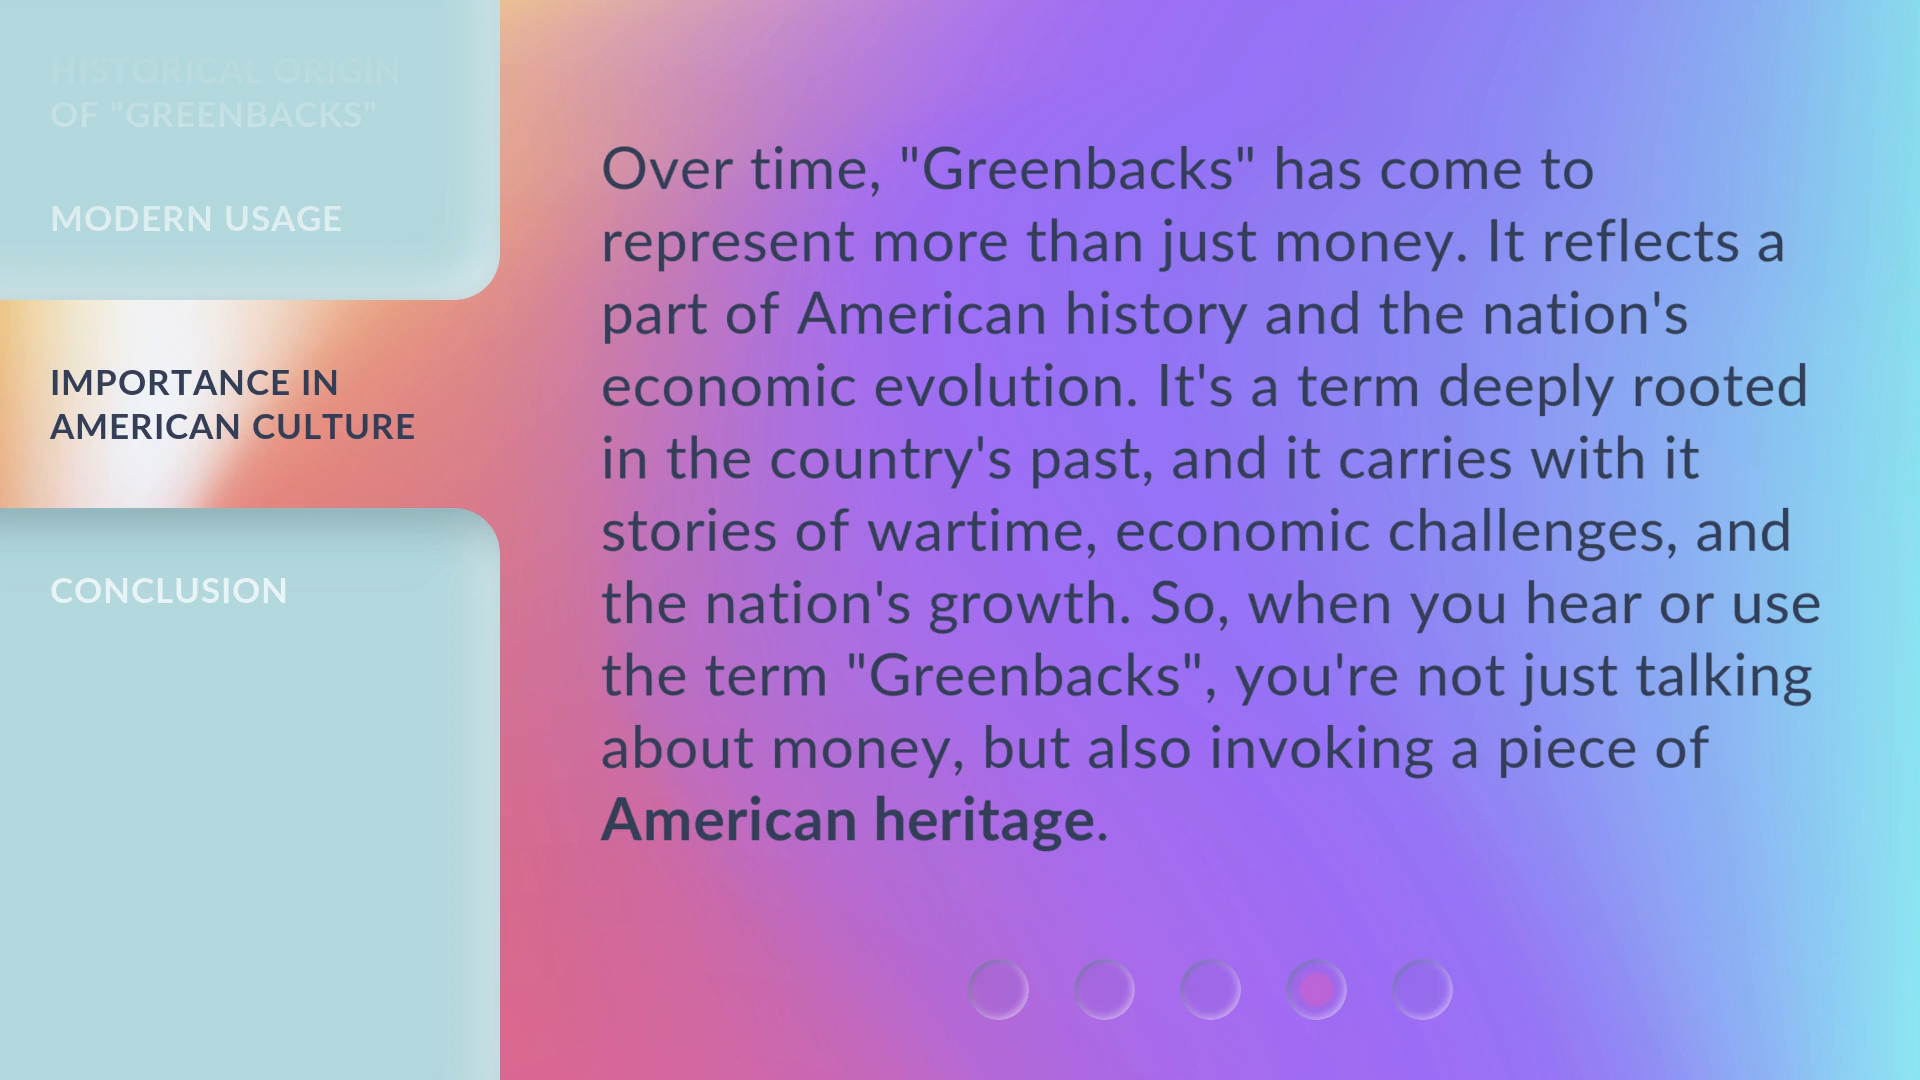 HISTORICAL ORIGIN
OF "GREENBACKS"
MODERN USAGE
IMPORTANCE IN
AMERICAN CULTURE
CONCLUSION
Over time, "Greenbacks" has come to
represent more than just money. It reflects a
part of American history and the nation's
economic evolution. It's a term deeply rooted
in the country's past, and it carries with it
stories of wartime, economic challenges, and
the nation's growth. So, when you hear or use
the term "Greenbacks", you're not just talking
about money, but also invoking a piece of
American heritage.